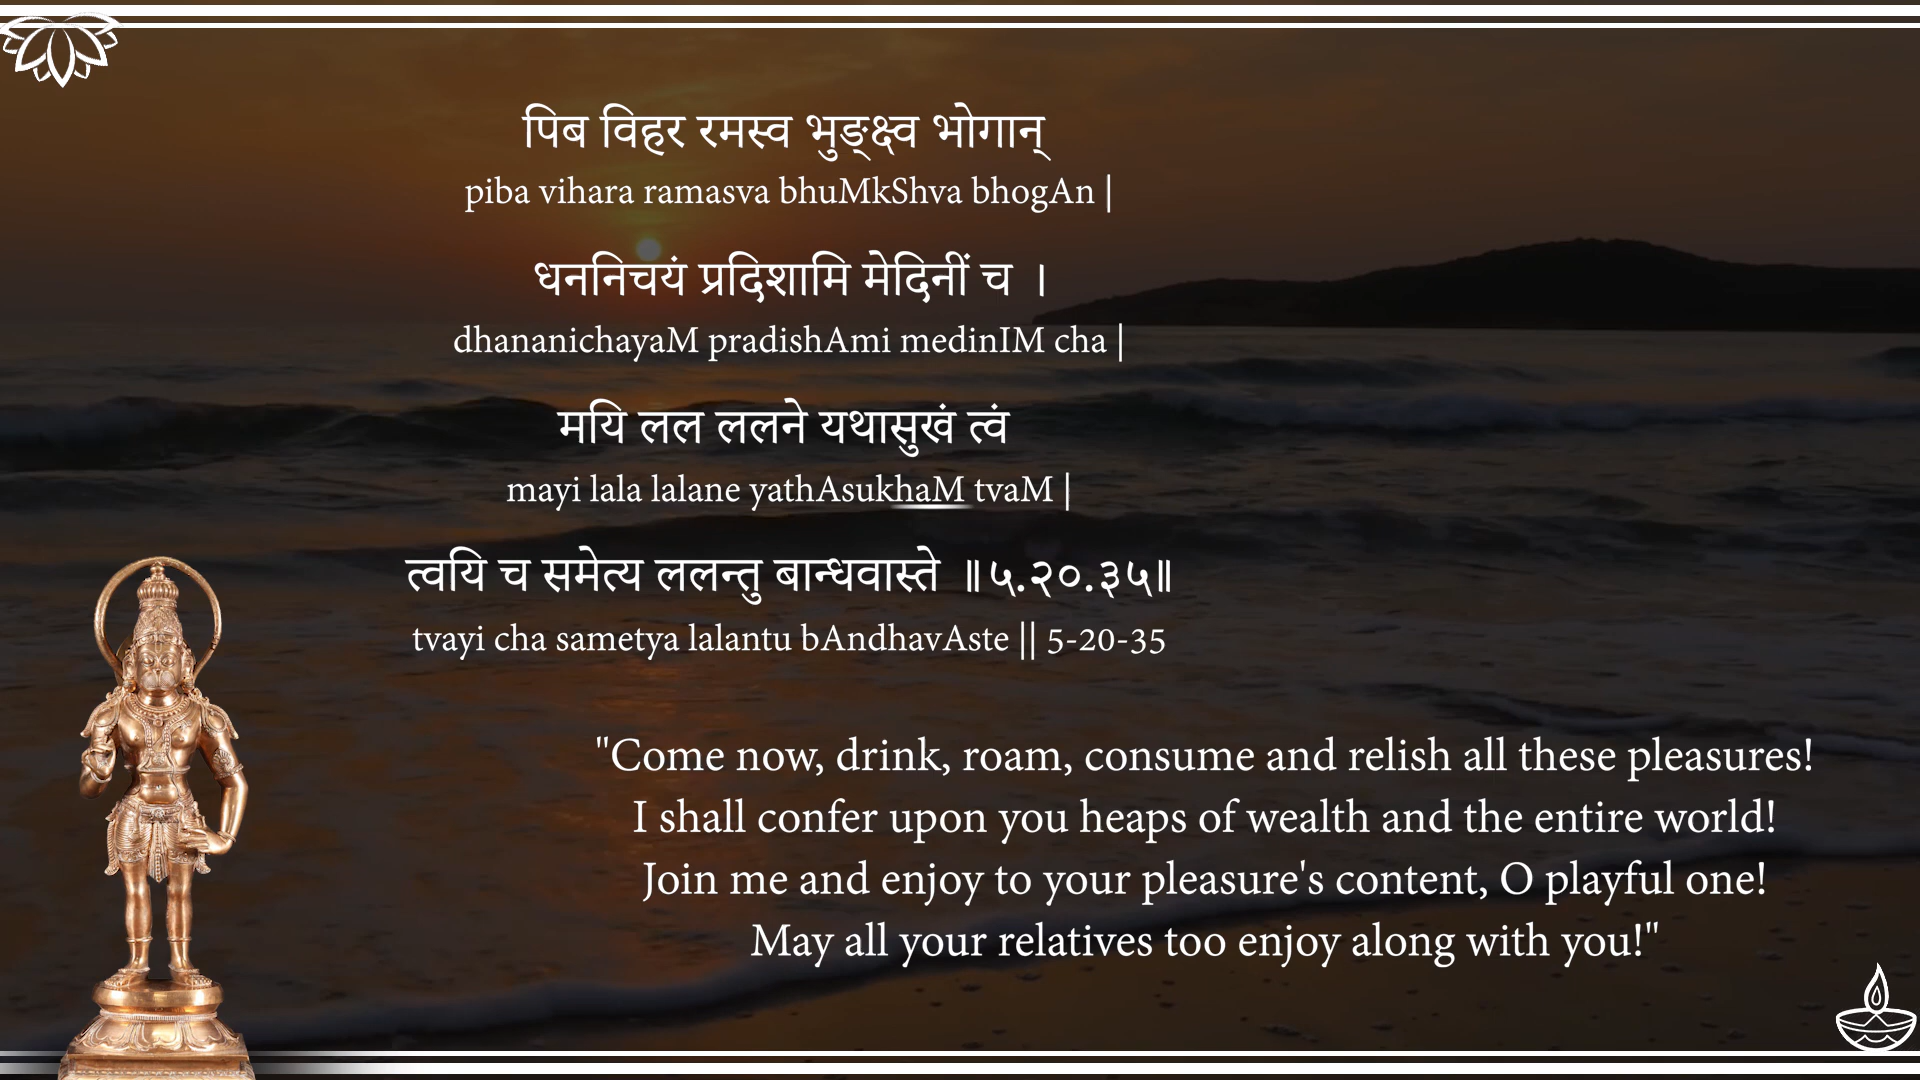 पिब विहर रमस्व भुङ्क्ष्व भोगान्
piba vihara ramasva bhuMkShva bhogAn |
धननिचयं प्रदिशामि मेदिनीं च ।
dhananichayaM pradishAmi medinIM cha |
मयि लल ललने यथासुखं त्वं
mayi lala lalane yathAsukhaM tvaM |
त्वयि च समेत्य ललन्तु बान्धवास्ते ॥५.२०.३५॥
tvayi cha sametya lalantu bAndhavAste || 5-20-35
"Come now, drink, roam, consume and relish all these pleasures!
I shall confer upon you heaps of wealth and the entire world!
Join me and enjoy to your pleasure's content, O playful one!
May all your relatives too enjoy along with you!"